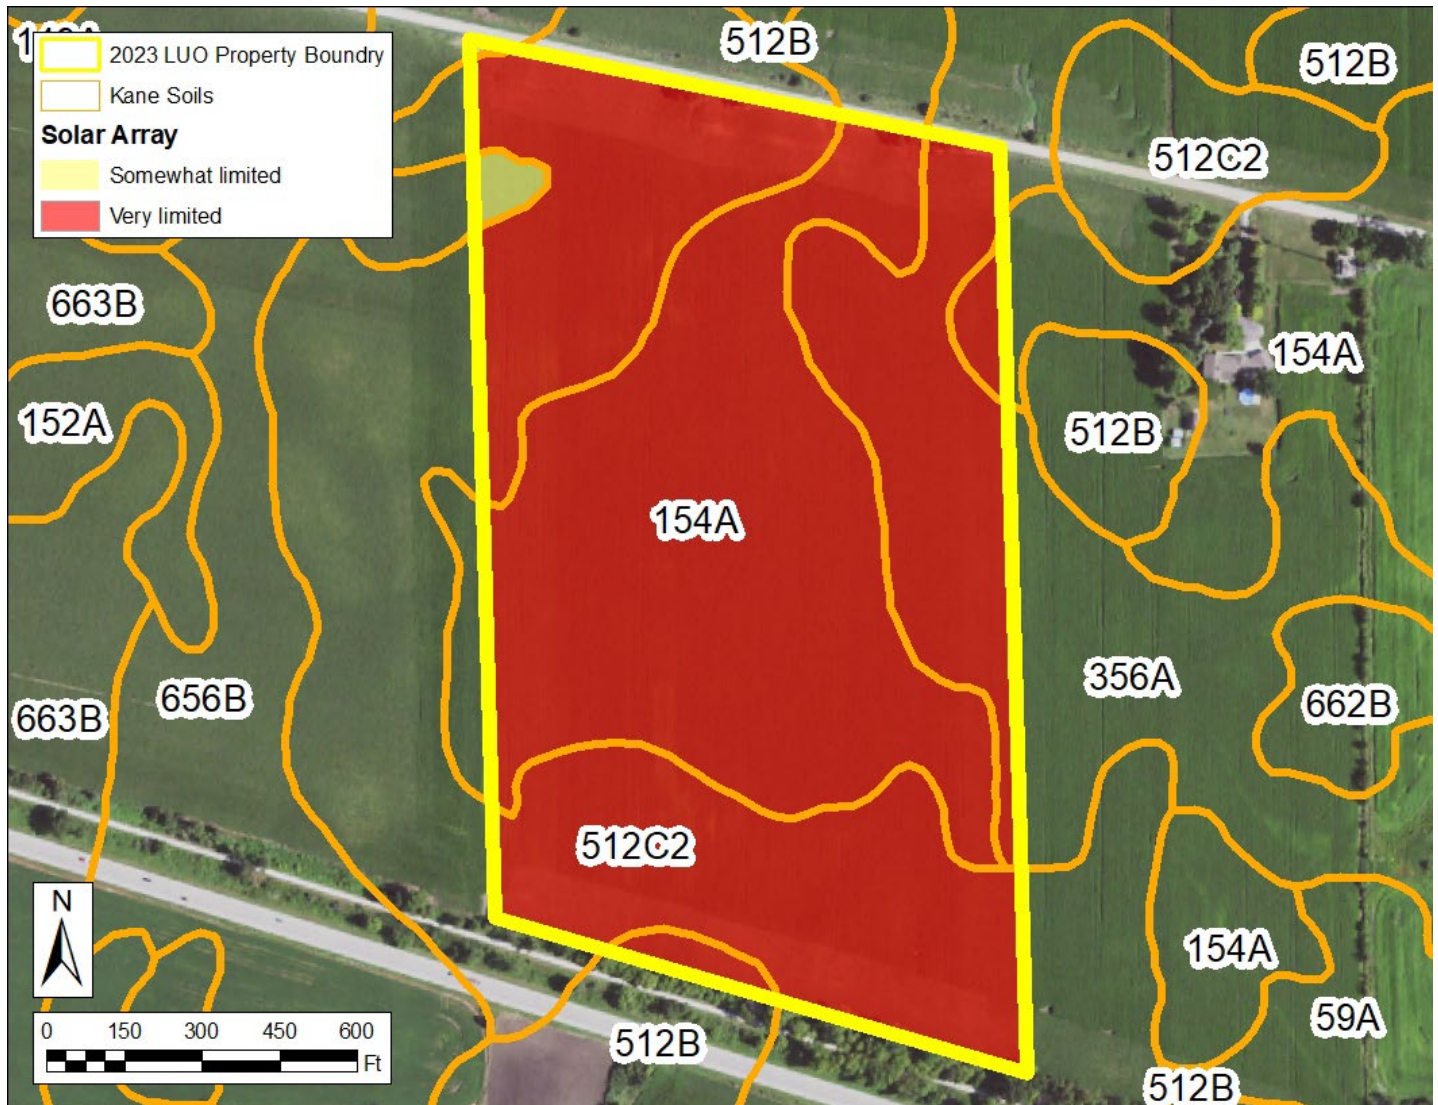 512B
512B
2023 LUO Property Boundry
Kane Soils
Solar Array
Somewhat limited
Very limited
512C2
663B
154A
152A
512B
154A
356A
656B
663B
662B
512C2
N
154A
0 150 300 450 600
Ft
59A
512B
512B